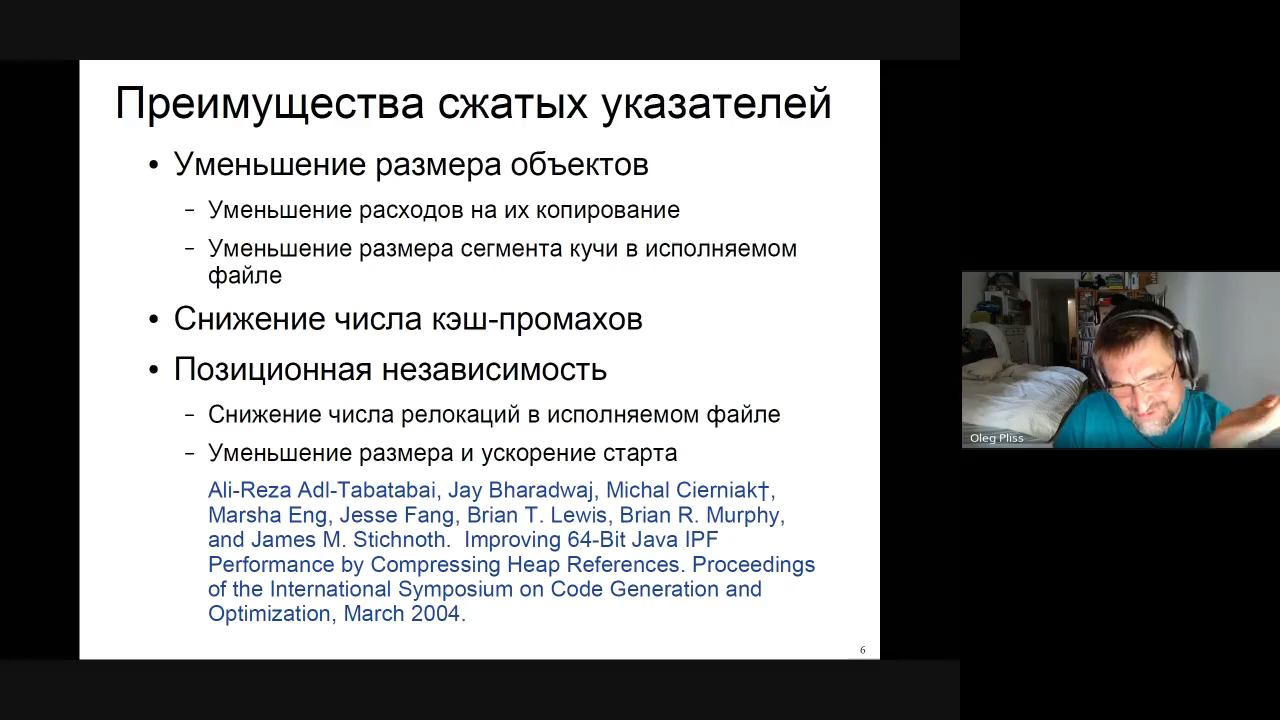 Преимущества сжатых указателей
• Уменьшение размера объектов
– Уменьшение расходов на их копирование
– Уменьшение размера сегмента кучи в исполняемом
файле
• Снижение числа кэш-промахов
• Позиционная независимость
– Снижение числа релокаций в исполняемом файле
– Уменьшение размера и ускорение старта
Ali-Reza Adl-Tabatabai, Jay Bharadwaj, Michal Cierniak†,
Marsha Eng, Jesse Fang, Brian T. Lewis, Brian R. Murphy,
and James M. Stichnoth. Improving 64-Bit Java IPF
Performance by Compressing Heap References. Proceedings
of the International Symposium on Code Generation and
Optimization, March 2004.
6
Oleg Pliss